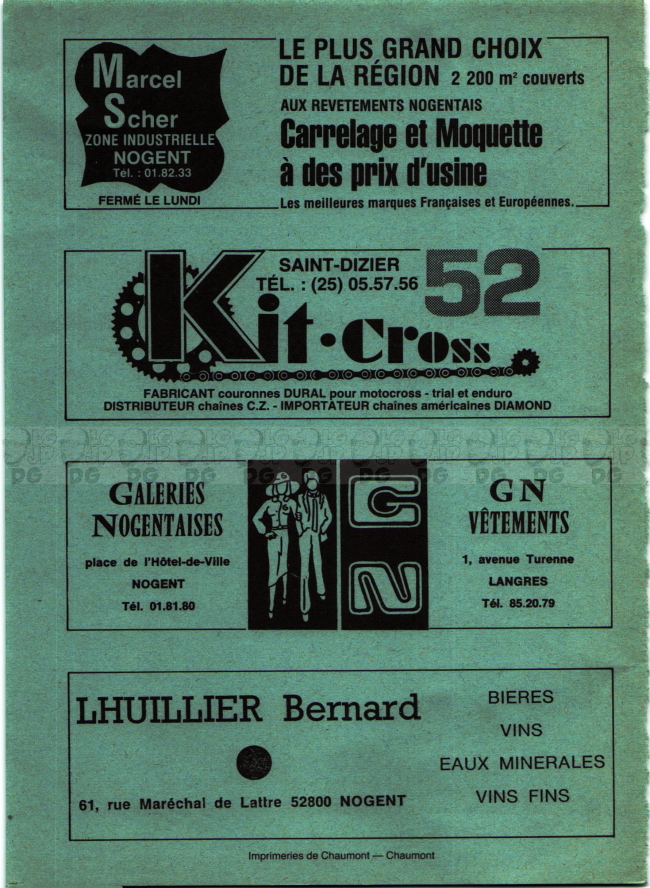 Marcel
Scher
ZONE INDUSTRIELLE
NOGENT
Tél. : 01.82.33
FERMÉ LE LUNDI
LE PLUS GRAND CHOIX
DE LA RÉGION 2 200 m² couverts
AUX REVETEMENTS NOGENTAIS
Carrelage et Moquette
à des prix d'usine
Les meilleures marques Françaises et Européennes.
SAINT-DIZIER
TÉL. : (25) 05.57.56
52
Kit·Cross
FABRICANT couronnes DURAL pour motocross - trial et enduro
DISTRIBUTEUR chaînes C.Z. - IMPORTATEUR chaînes américaines DIAMOND
GALERIES
NOGENTAISES
place de l'Hôtel-de-Ville
NOGENT
Tél. 01.81.80
G
N
GN
VÊTEMENTS
1, avenue Turenne
LANGRES
Tél. 85.20.79
LHUILLIER Bernard
61, rue Maréchal de Lattre 52800 NOGENT
BIERES
VINS
EAUX MINERALES
VINS FINS
Imprimeries de Chaumont — Chaumont